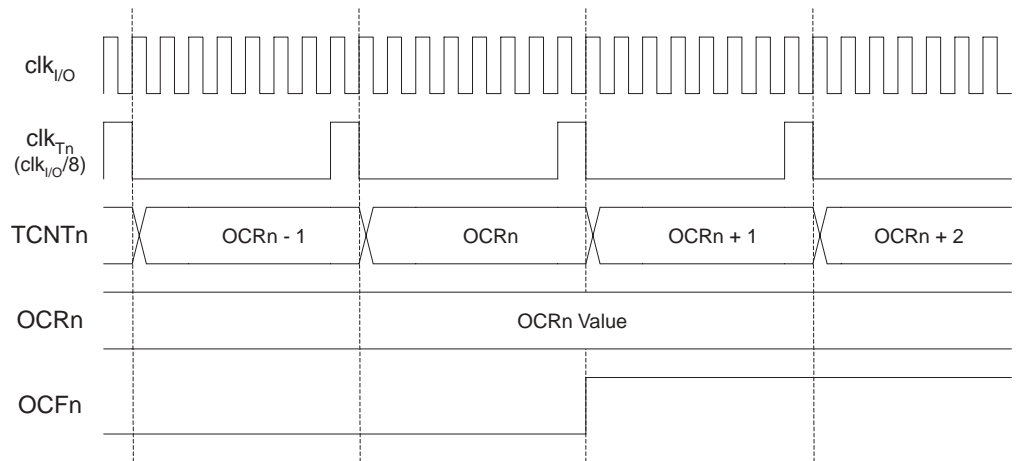 clkI/O
clkTn
(clkI/O/8)
TCNTn
OCRn - 1
OCRn
OCRn + 1
OCRn + 2
OCRn
OCRn Value
OCFn